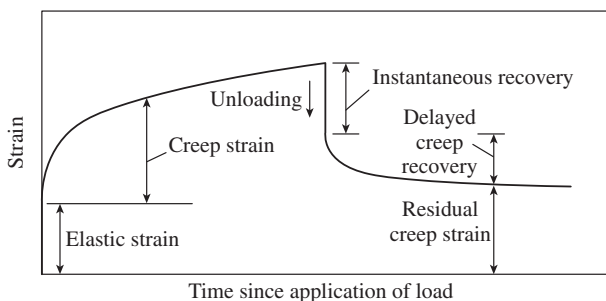 Strain
Unloading
Instantaneous recovery
Creep strain
Delayed
creep
recovery
Elastic strain
Residual
creep strain
Time since application of load